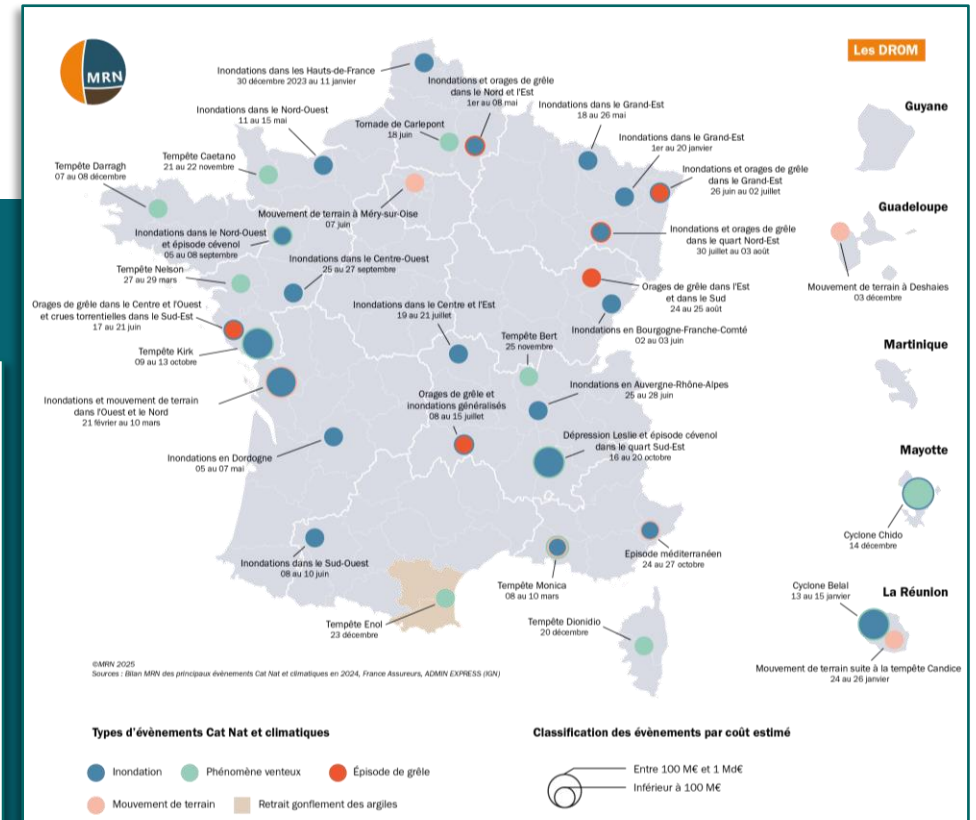 MRN
Les DROM
Inondations dans les Hauts-de-France
30 décembre 2023 au 11 janvier
Inondations et orages de grêle
dans le Nord et l'Est
1er au 08 mai
Inondations dans le Nord-Ouest
11 au 15 mai
Tornade de Carlepont
18 juin
Inondations dans le Grand-Est
18 au 26 mai
Inondations dans le Grand-Est
1er au 20 janvier
Tempête Caetano
21 au 22 novembre
Tempête Darragh
07 au 08 décembre
Inondations et orages de grêle
dans le Grand-Est
26 juin au 02 juillet
Mouvement de terrain à Méry-sur-Oise
07 juin
Inondations dans le Nord-Ouest
et épisode cévenol
05 au 08 septembre
Inondations et orages de grêle
dans le quart Nord-Est
30 juillet au 03 août
Inondations dans le Centre-Ouest
25 au 27 septembre
Tempête Nelson
27 au 29 mars
Orages de grêle dans l'Est
et dans le Sud
24 au 25 août
Orages de grêle dans le Centre et l'Ouest
et crues torrentielles dans le Sud-Est
17 au 21 juin
Inondations dans le Centre et l'Est
19 au 21 juillet
Inondations en Bourgogne-Franche-Comté
02 au 03 juin
Tempête Bert
25 novembre
Tempête Kirk
09 au 13 octobre
Inondations en Auvergne-Rhône-Alpes
25 au 28 juin
Inondations et mouvement de terrain
dans l'Ouest et le Nord
21 février au 10 mars
Orages de grêle et
inondations généralisés
08 au 15 juillet
Dépression Leslie et épisode cévenol
dans le quart Sud-Est
16 au 20 octobre
Inondations en Dordogne
05 au 07 mai
Inondations dans le Sud-Ouest
08 au 10 juin
Episode méditerranéen
24 au 27 octobre
Tempête Monica
08 au 10 mars
Tempête Enol
23 décembre
Tempête Dionidio
20 décembre
Guyane
Guadeloupe
Mouvement de terrain à Deshaies
03 décembre
Martinique
Mayotte
Cyclone Chido
14 décembre
Cyclone Belal
13 au 15 janvier
La Réunion
Mouvement de terrain suite à la tempête Candice
24 au 26 janvier
©MRN 2025
Sources : Bilan MRN des principaux évènements Cat Nat et climatiques en 2024, France Assureurs, ADMIN EXPRESS (IGN)
Types d'évènements Cat Nat et climatiques
Inondation
Phénomène venteux
Épisode de grêle
Mouvement de terrain
Retrait gonflement des argiles
Classification des évènements par coût estimé
Entre 100 M€ et 1 Md€
Inférieur à 100 M€